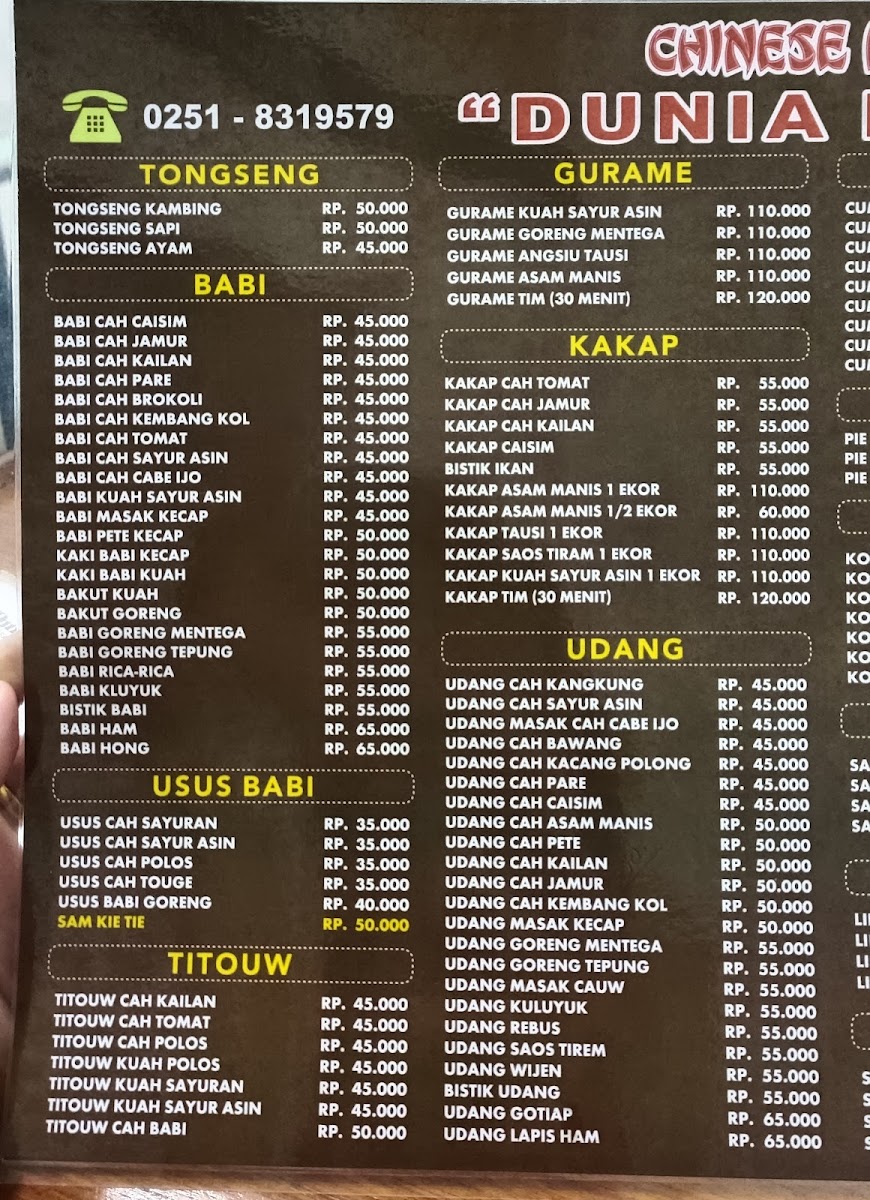 CHINESE
0251 - 8319579
"DUNIA
TONGSENG
TONGSENG KAMBING RP. 50.000
TONGSENG SAPI RP. 50.000
TONGSENG AYAM RP. 45.000
BABI
BABI CAH CAISIM RP. 45.000
BABI CAH JAMUR RP. 45.000
BABI CAH KAILAN RP. 45.000
BABI CAH PARE RP. 45.000
BABI CAH BROKOLI RP. 45.000
BABI CAH KEMBANG KOL RP. 45.000
BABI CAH TOMAT RP. 45.000
BABI CAH SAYUR ASIN RP. 45.000
BABI CAH CABE IJO RP. 45.000
BABI KUAH SAYUR ASIN RP. 45.000
BABI MASAK KECAP RP. 45.000
BABI PETE KECAP RP. 50.000
KAKI BABI KECAP RP. 50.000
KAKI BABI KUAH RP. 50.000
BAKUT KUAH RP. 50.000
BAKUT GORENG RP. 50.000
BABI GORENG MENTEGA RP. 55.000
BABI GORENG TEPUNG RP. 55.000
BABI RICA-RICA RP. 55.000
BABI KLUYUK RP. 55.000
BISTIK BABI RP. 55.000
BABI HAM RP. 65.000
BABI HONG RP. 65.000
USUS BABI
USUS CAH SAYURAN RP. 35.000
USUS CAH SAYUR ASIN RP. 35.000
USUS CAH POLOS RP. 35.000
USUS CAH TOUGE RP. 35.000
USUS BABI GORENG RP. 40.000
SAM KIE TIE RP. 50.000
TITOUW
TITOUW CAH KAILAN RP. 45.000
TITOUW CAH TOMAT RP. 45.000
TITOUW CAH POLOS RP. 45.000
TITOUW KUAH POLOS RP. 45.000
TITOUW KUAH SAYURAN RP. 45.000
TITOUW KUAH SAYUR ASIN RP. 45.000
TITOUW CAH BABI RP. 50.000
GURAME
GURAME KUAH SAYUR ASIN RP. 110.000
GURAME GORENG MENTEGA RP. 110.000
GURAME ANGSIU TAUSI RP. 110.000
GURAME ASAM MANIS RP. 110.000
GURAME TIM (30 MENIT) RP. 120.000
KAKAP
KAKAP CAH TOMAT RP. 55.000
KAKAP CAH JAMUR RP. 55.000
KAKAP CAH KAILAN RP. 55.000
KAKAP CAISIM RP. 55.000
BISTIK IKAN RP. 55.000
KAKAP ASAM MANIS 1 EKOR RP. 110.000
KAKAP ASAM MANIS 1/2 EKOR RP. 60.000
KAKAP TAUSI 1 EKOR RP. 110.000
KAKAP SAOS TIRAM 1 EKOR RP. 110.000
KAKAP KUAH SAYUR ASIN 1 EKOR RP. 110.000
KAKAP TIM (30 MENIT) RP. 120.000
UDANG
UDANG CAH KANGKUNG RP. 45.000
UDANG CAH SAYUR ASIN RP. 45.000
UDANG MASAK CAH CABE IJO RP. 45.000
UDANG CAH BAWANG RP. 45.000
UDANG CAH KACANG POLONG RP. 45.000
UDANG CAH PARE RP. 45.000
UDANG CAH CAISIM RP. 45.000
UDANG CAH ASAM MANIS RP. 50.000
UDANG CAH PETE RP. 50.000
UDANG CAH KAILAN RP. 50.000
UDANG CAH JAMUR RP. 50.000
UDANG CAH KEMBANG KOL RP. 50.000
UDANG MASAK KECAP RP. 50.000
UDANG GORENG MENTEGA RP. 55.000
UDANG GORENG TEPUNG RP. 55.000
UDANG MASAK CAUW RP. 55.000
UDANG KULUYUK RP. 55.000
UDANG REBUS RP. 55.000
UDANG SAOS TIREM RP. 55.000
UDANG WIJEN RP. 55.000
BISTIK UDANG RP. 55.000
UDANG GOTIAP RP. 65.000
UDANG LAPIS HAM RP. 65.000
PIE
PIE
PIE